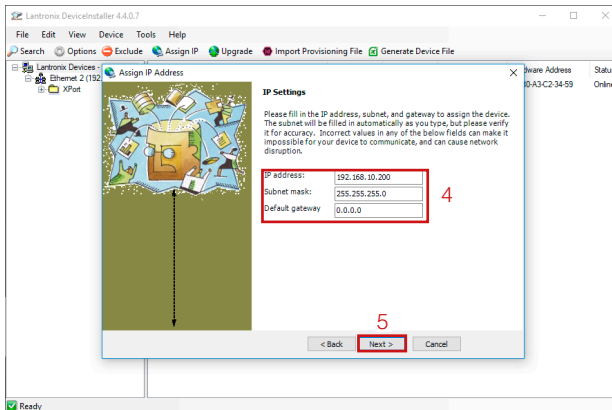 Lantronix DeviceInstaller 4.4.0.7
File Edit View Device Tools Help
Search Options Exclude Assign IP Upgrade Import Provisioning File Generate Device File
Lantronix Devices -
Ethernet 2 (192
XPort
dware Address Statu
0-A3-C2-34-59 Online
Assign IP Address
IP Settings
Please fill in the IP address, subnet, and gateway to assign the device.
The subnet will be filled in automatically as you type, but please verify
it for accuracy. Incorrect values in any of the below fields can make it
impossible for your device to communicate, and can cause network
disruption.
IP address: 192.168.10.200
Subnet mask: 255.255.255.0
Default gateway 0.0.0.0
4
5
< Back Next > Cancel
Ready